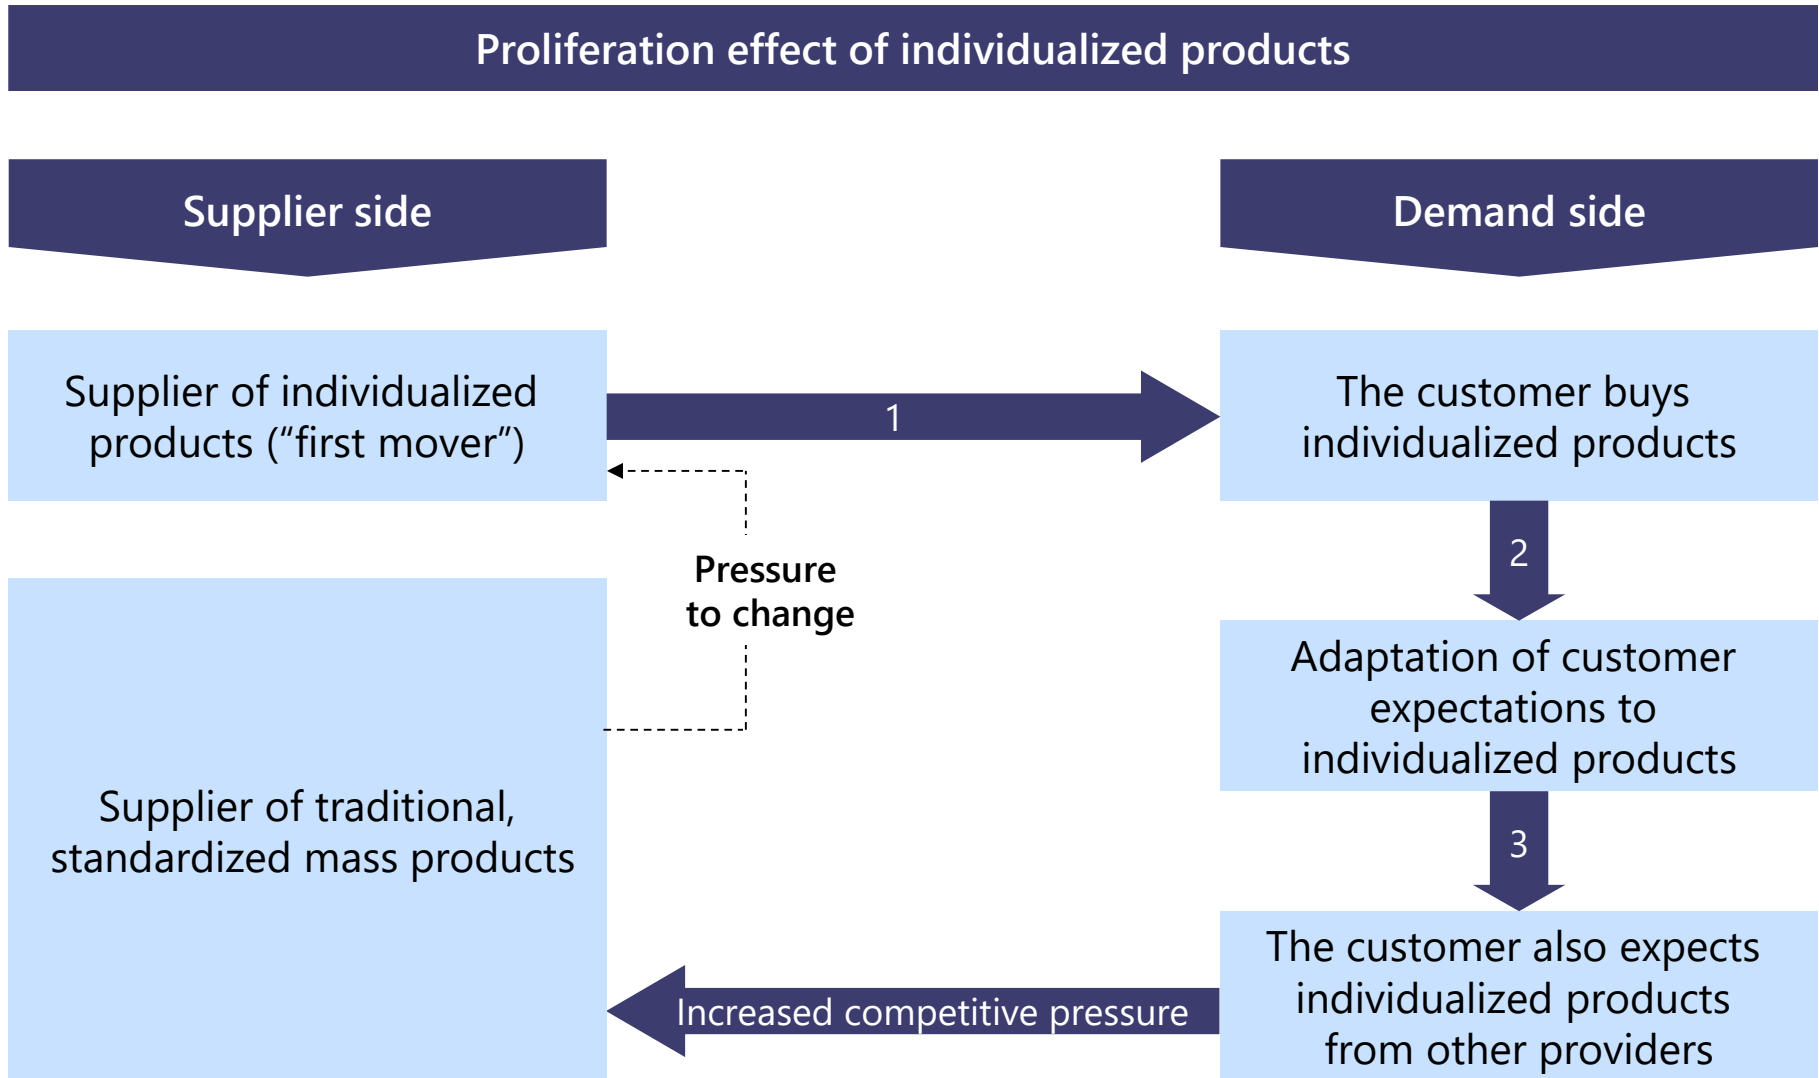 Proliferation effect of individualized products
Supplier side
Demand side
Supplier of individualized
products (“first mover”)
1
The customer buys
individualized products
2
Pressure
to change
Adaptation of customer
expectations to
individualized products
Supplier of traditional,
standardized mass products
3
The customer also expects
individualized products
from other providers
Increased competitive pressure